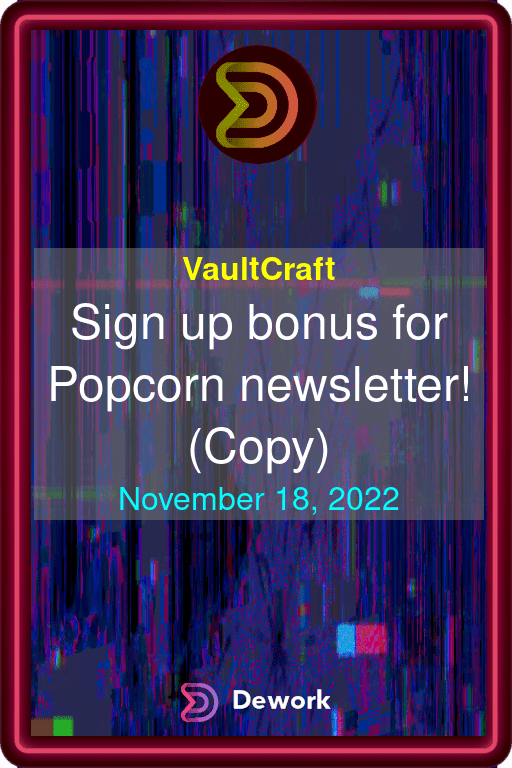 VaultCraft
Sign up bonus for
Popcorn newsletter!
(Copy)
November 18, 2022
Dework